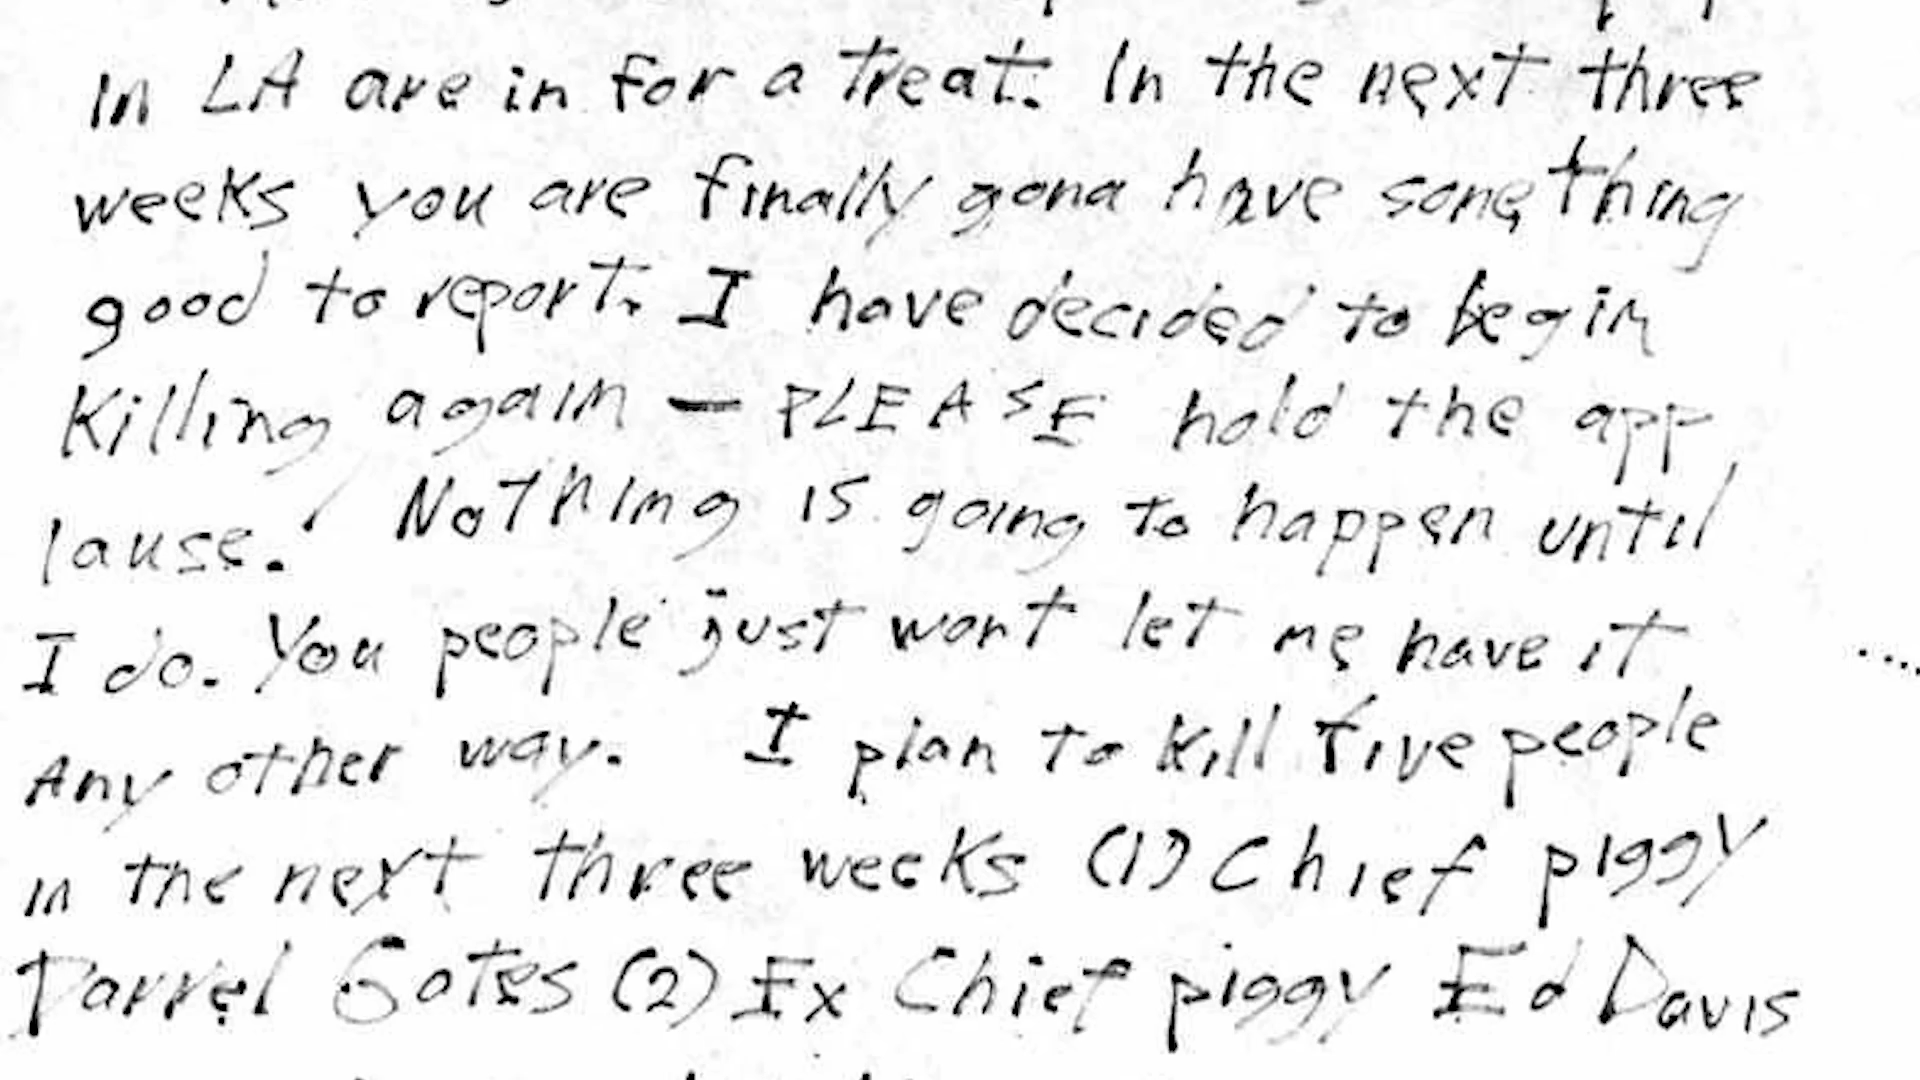 In LA are in for a treat. In the next three
weeks you are finally gona have something
good to report. I have decided to begin
Killing again — PLEASE hold the app
lause! Nothing is going to happen until
I do. You people just wont let me have it
Any other way. I plan to kill five people
in the next three weeks (1) Chief piggy
Darrel Gates (2) Ex Chief piggy Ed Davis